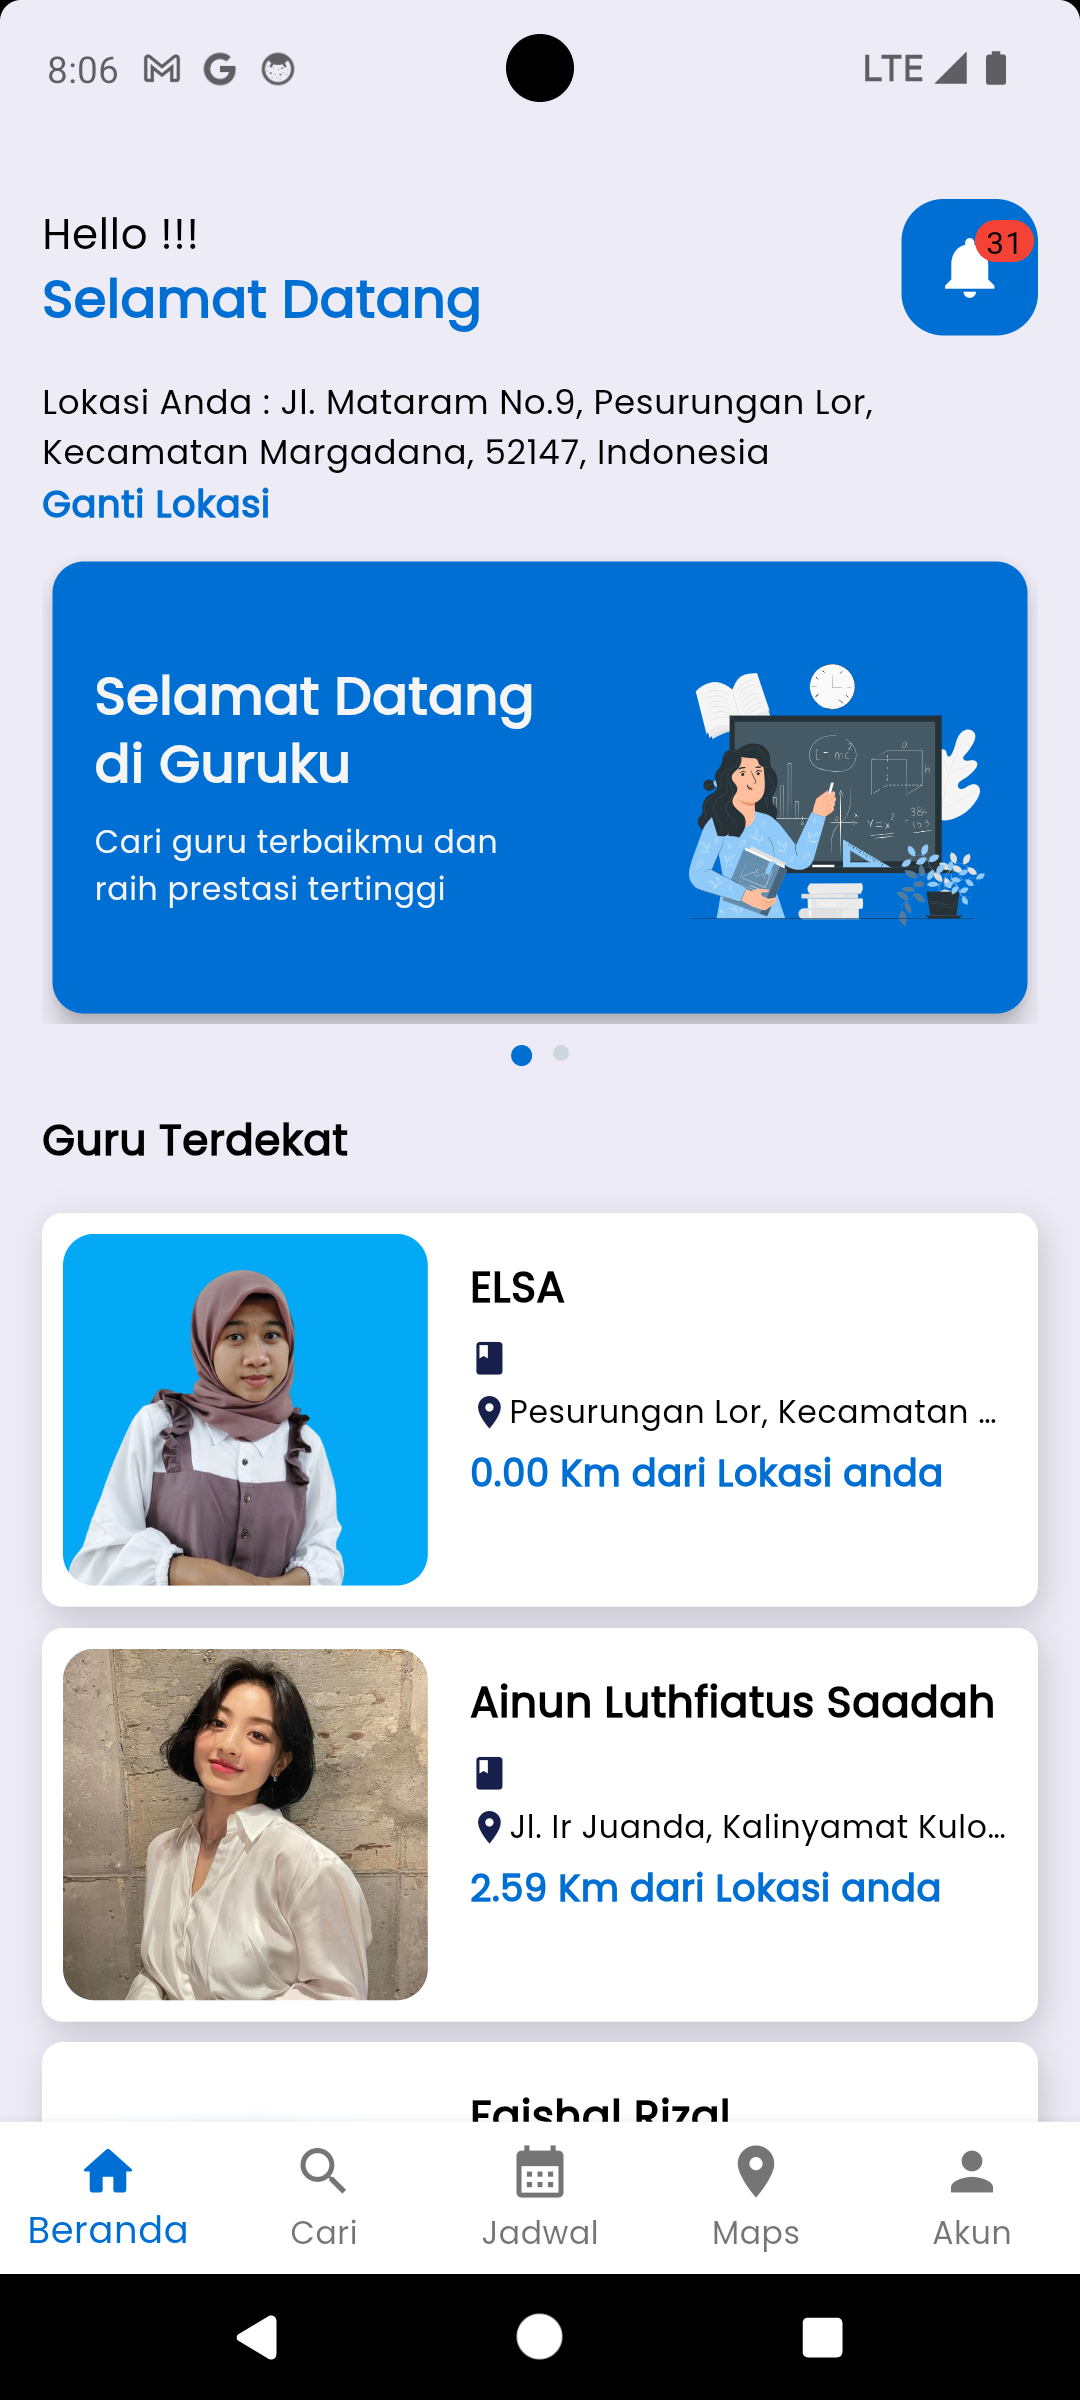 8:06
LTE
Hello !!!
31
Selamat Datang
Lokasi Anda : Jl. Mataram No.9, Pesurungan Lor,
Kecamatan Margadana, 52147, Indonesia
Ganti Lokasi
Selamat Datang
di Guruku
Cari guru terbaikmu dan
raih prestasi tertinggi
Guru Terdekat
ELSA
Pesurungan Lor, Kecamatan ...
0.00 Km dari Lokasi anda
Ainun Luthfiatus Saadah
Jl. Ir Juanda, Kalinyamat Kulo...
2.59 Km dari Lokasi anda
Faishal Rizal
Beranda
Cari
Jadwal
Maps
Akun